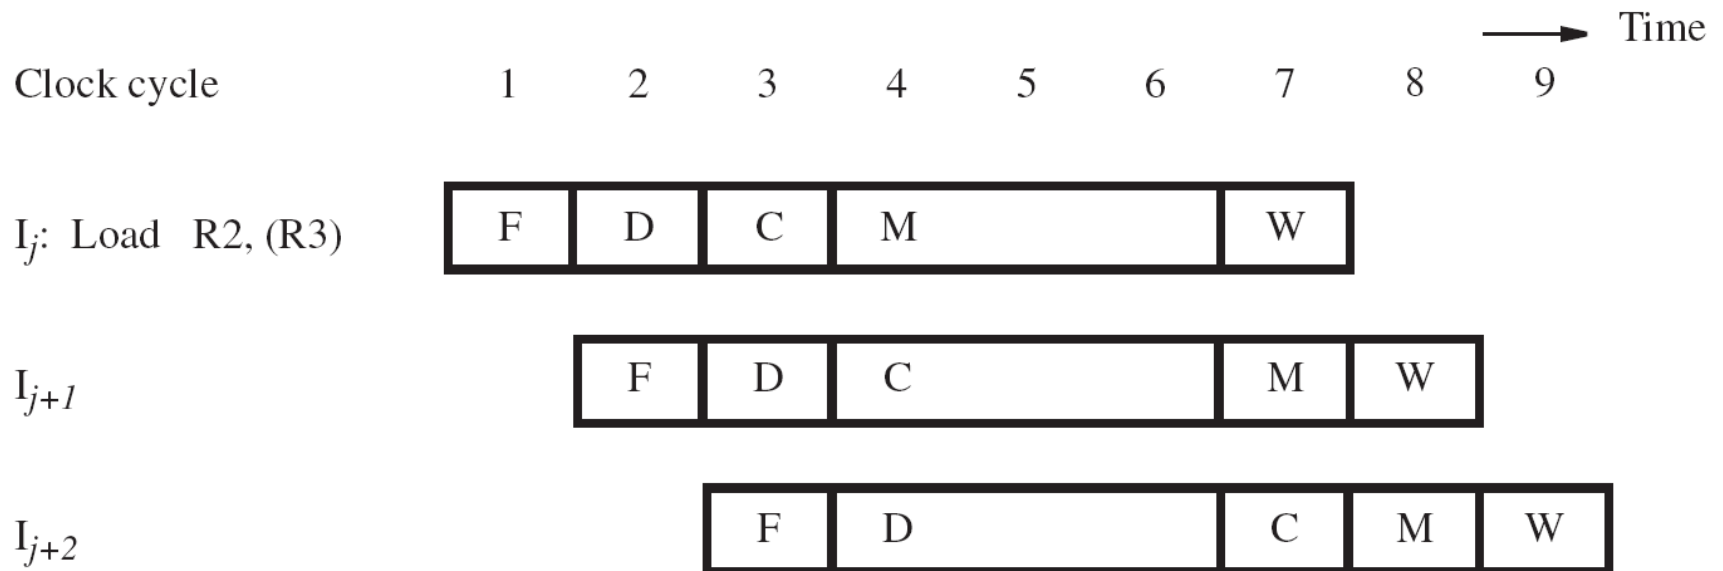 Time
Clock cycle 1 2 3 4 5 6 7 8 9
Ij: Load R2, (R3) F D C M W
Ij+1 F D C M W
Ij+2 F D C M W